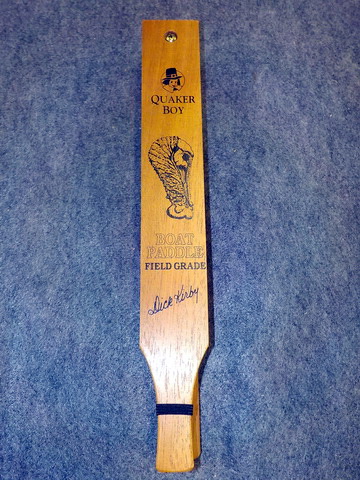 QUAKER
BOY
BOAT
PADDLE
FIELD GRADE
Dick Kirby